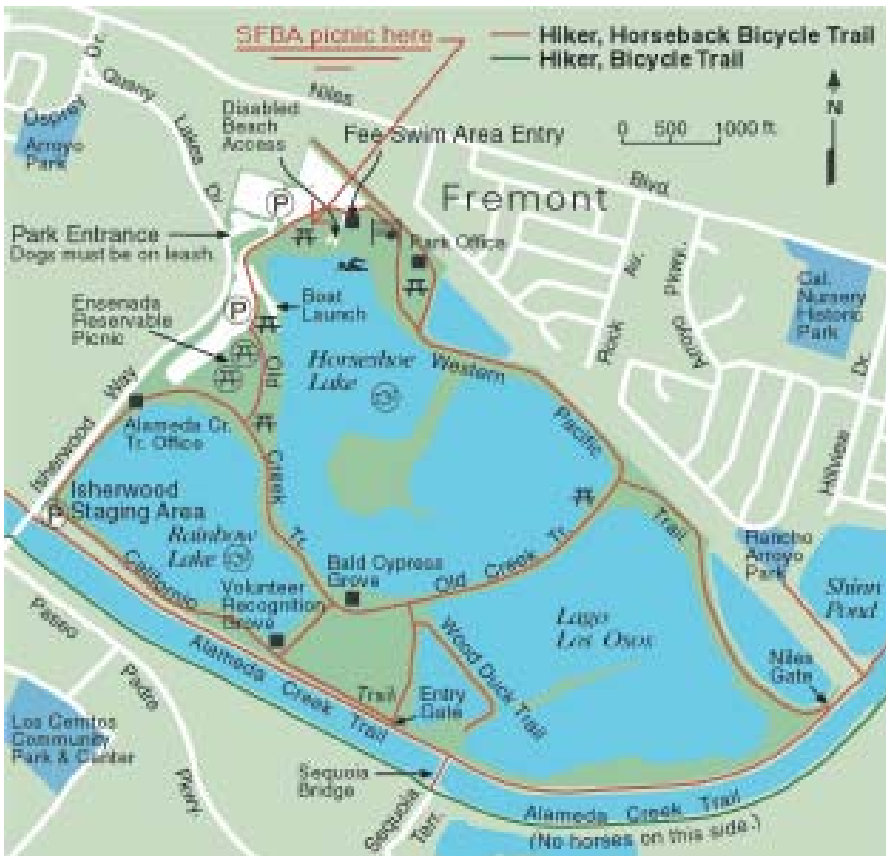 SFBA picnic here
Hiker, Horseback Bicycle Trail
Hiker, Bicycle Trail
Dr.
Quarry
Lakes
Dr.
Osprey
Arroyo
Park
Niles
Blvd
Disabled
Beach
Access
Fee Swim Area Entry
0 500 1000 ft.
N
Fremont
P
Park Entrance
Dogs must be on leash
Park Office
Ensenada
Reservable
Picnic
P
Boat
Launch
Rock
Av.
Arroyo
Pkwy.
Cal.
Nursery
Historic
Park
Dr.
Hillview
Horseshoe
Lake
Old
Creek
Tr.
Western
Pacific
Trail
Isherwood
Way
Alameda Cr.
Tr. Office
Isherwood
Staging Area
P
Rainbow
Lake
California
Trail
Volunteer
Recognition
Grove
Bald Cypress
Grove
Old Creek Tr.
Rancho
Arroyo
Park
Shinn
Pond
Lago
Los Osos
Wood Duck Trail
Niles
Gate
Entry
Gate
Alameda Creek Trail
Paseo
Padre
Pkwy.
Los Cerritos
Community
Park & Center
Sequoia
Bridge
Sequoia
Terr.
Alameda Creek Trail
(No horses on this side.)